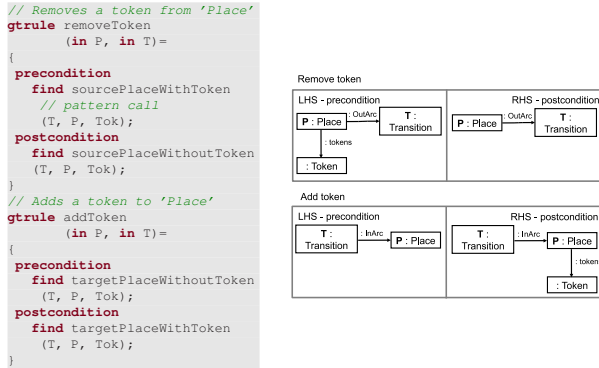 // Removes a token from 'Place'
gtrule removeToken
(in P, in T)=
{
precondition
find sourcePlaceWithToken
// pattern call
(T, P, Tok);
postcondition
find sourcePlaceWithoutToken
(T, P, Tok);
}
// Adds a token to 'Place'
gtrule addToken
(in P, in T)=
{
precondition
find targetPlaceWithoutToken
(T, P, Tok);
postcondition
find targetPlaceWithToken
(T, P, Tok);
}
Remove token
LHS - precondition
P : Place
: OutArc
T :
Transition
: tokens
: Token
RHS - postcondition
P : Place
: OutArc
T :
Transition
Add token
LHS - precondition
T :
Transition
: InArc
P : Place
RHS - postcondition
T :
Transition
: InArc
P : Place
: token
: Token